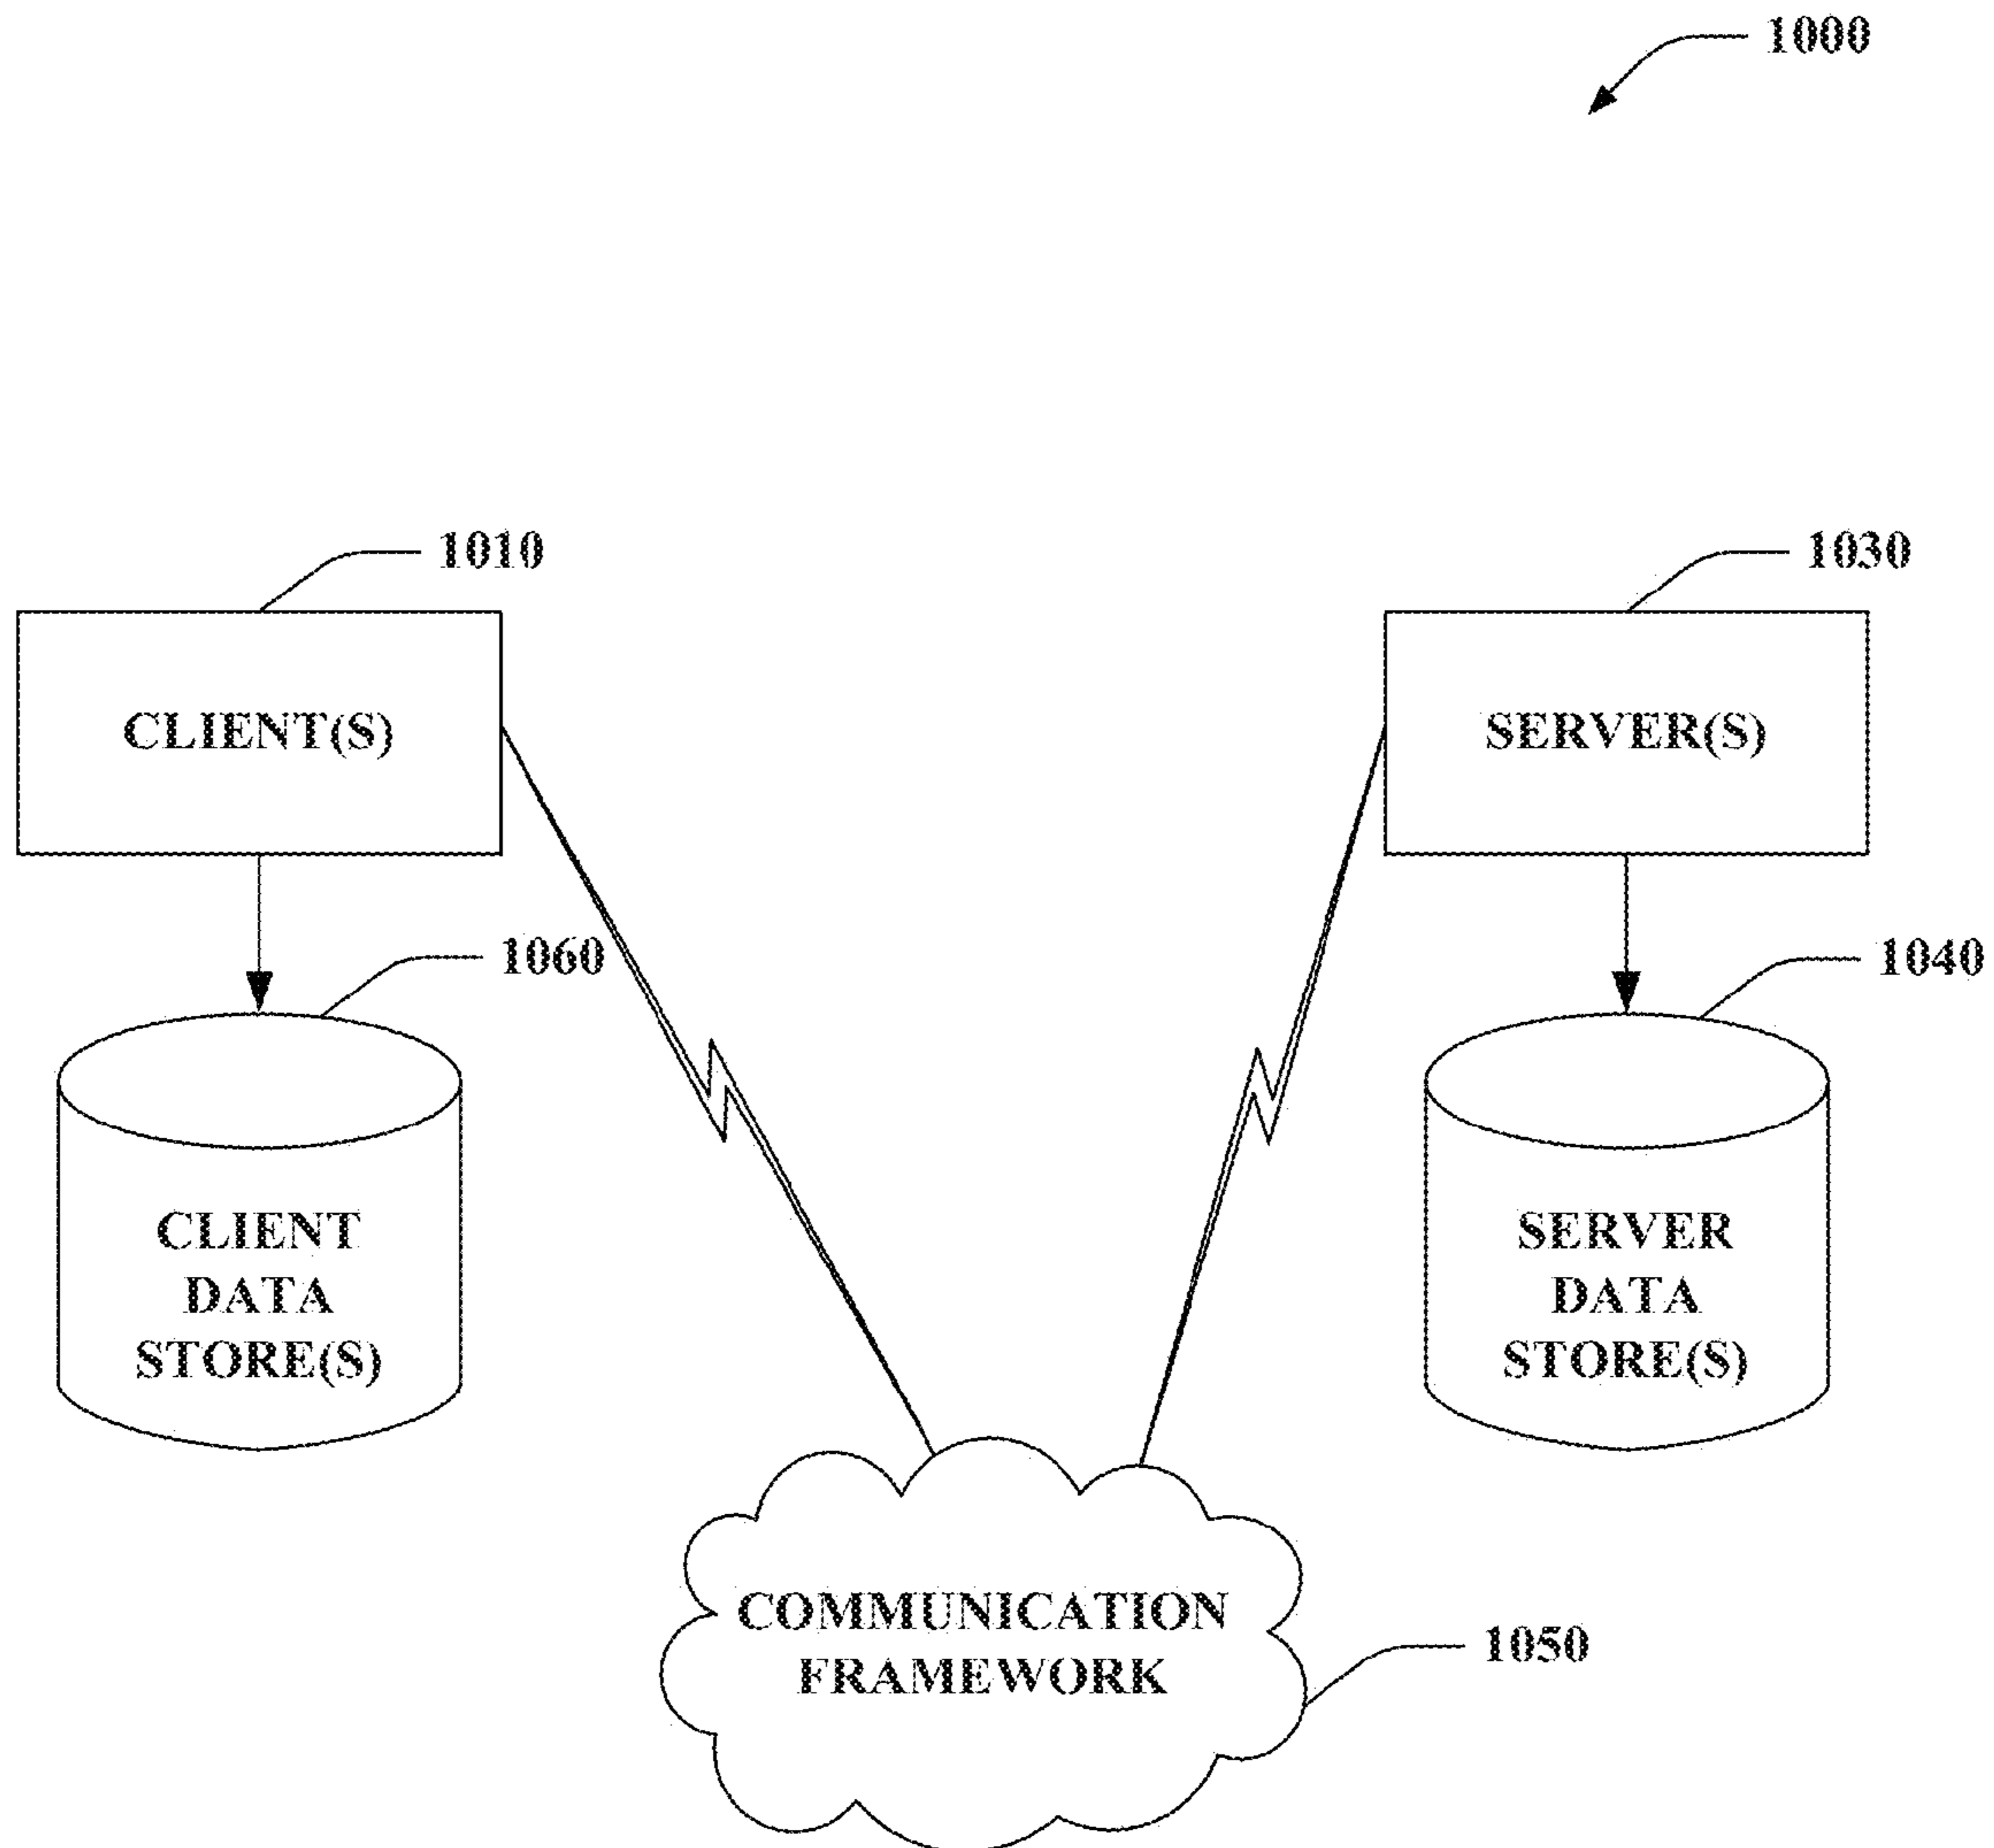 1000
1010
1030
CLIENT(S)
SERVER(S)
1060
1040
CLIENT
DATA
STORE(S)
SERVER
DATA
STORE(S)
COMMUNICATION
FRAMEWORK
1050